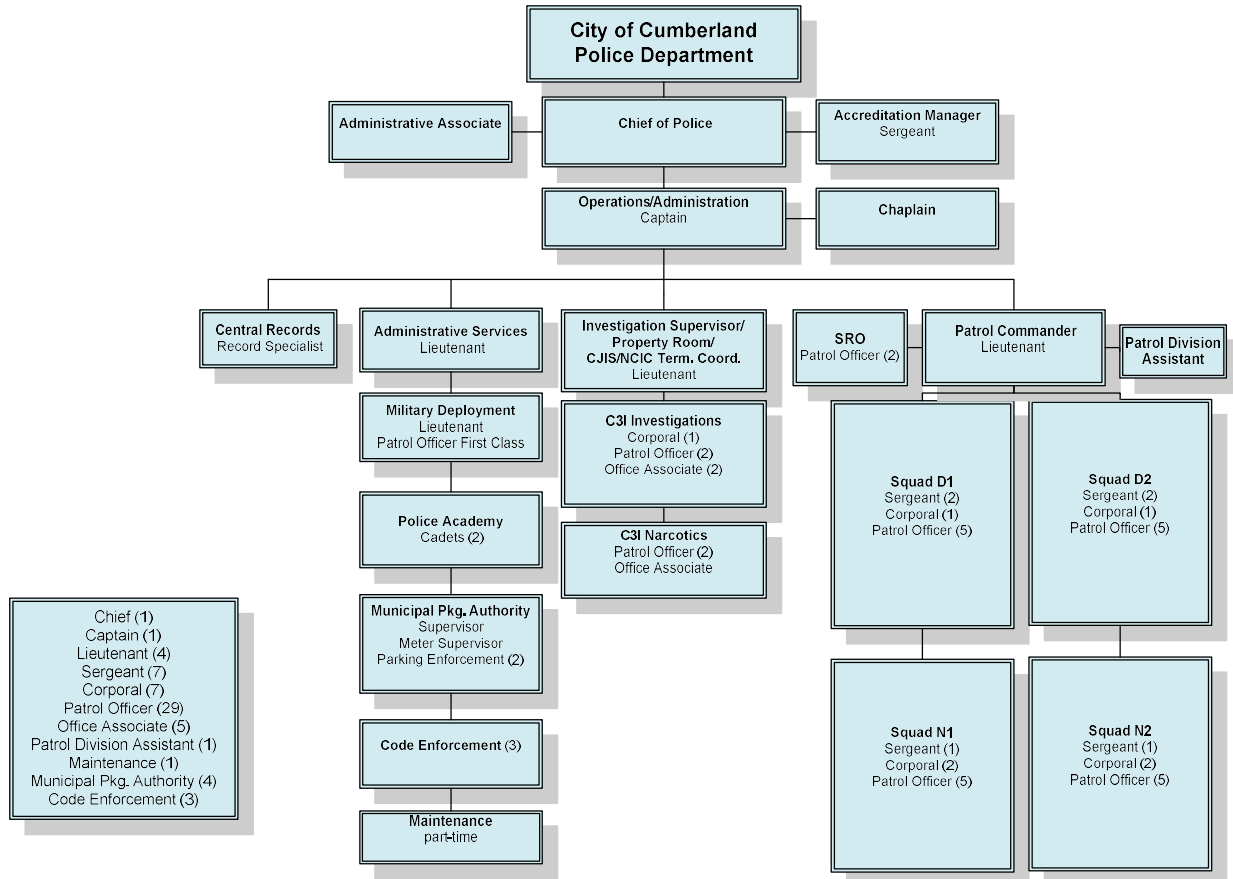 City of Cumberland
Police Department
Administrative Associate
Chief of Police
Accreditation Manager
Sergeant
Operations/Administration
Captain
Chaplain
Central Records
Record Specialist
Administrative Services
Lieutenant
Investigation Supervisor/
Property Room/
CJIS/NCIC Term. Coord.
Lieutenant
SRO
Patrol Officer (2)
Patrol Commander
Lieutenant
Patrol Division
Assistant
Military Deployment
Lieutenant
Patrol Officer First Class
C3I Investigations
Corporal (1)
Patrol Officer (2)
Office Associate (2)
Squad D1
Sergeant (2)
Corporal (1)
Patrol Officer (5)
Squad D2
Sergeant (2)
Corporal (1)
Patrol Officer (5)
Police Academy
Cadets (2)
C3I Narcotics
Patrol Officer (2)
Office Associate
Municipal Pkg. Authority
Supervisor
Meter Supervisor
Parking Enforcement (2)
Chief (1)
Captain (1)
Lieutenant (4)
Sergeant (7)
Corporal (7)
Patrol Officer (29)
Office Associate (5)
Patrol Division Assistant (1)
Maintenance (1)
Municipal Pkg. Authority (4)
Code Enforcement (3)
Code Enforcement (3)
Squad N1
Sergeant (1)
Corporal (2)
Patrol Officer (5)
Squad N2
Sergeant (1)
Corporal (2)
Patrol Officer (5)
Maintenance
part-time